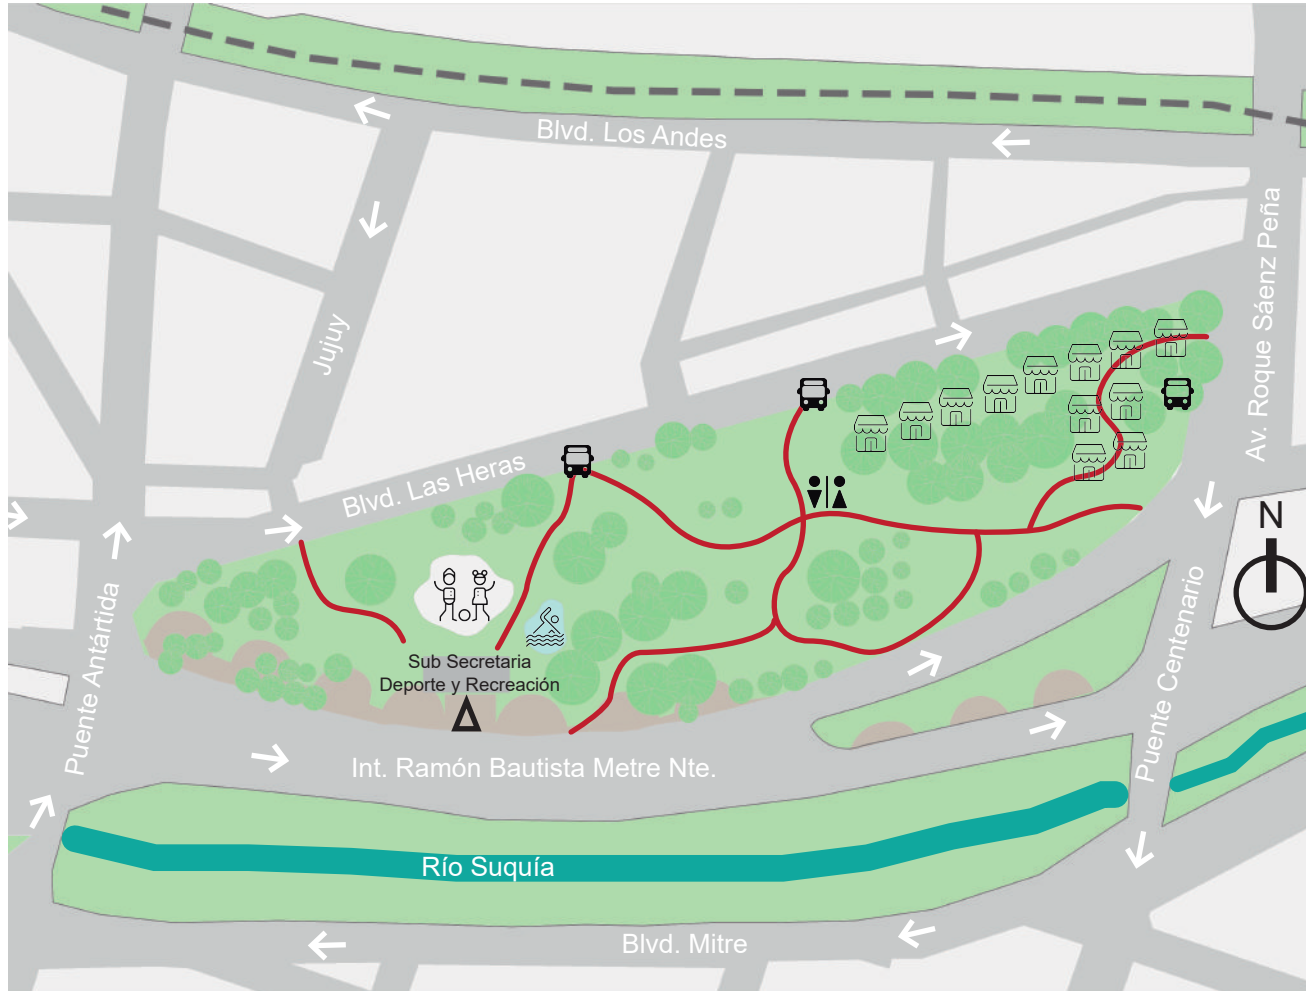 Blvd. Los Andes
Av. Roque Sáenz Peña
Jujuy
Blvd. Las Heras
N
Puente Antártida
Puente Centenario
Sub Secretaria
Deporte y Recreación
Int. Ramón Bautista Metre Nte.
Río Suquía
Blvd. Mitre